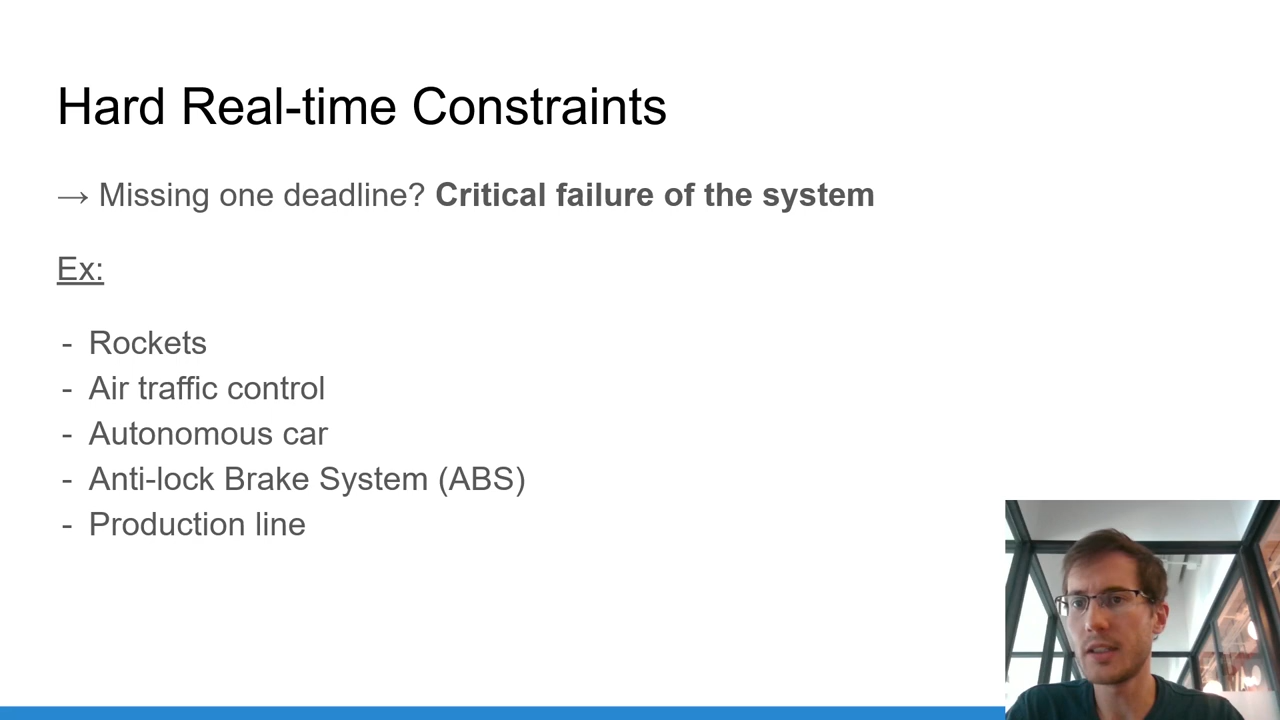 Hard Real-time Constraints
→ Missing one deadline? Critical failure of the system
Ex:
- Rockets
- Air traffic control
- Autonomous car
- Anti-lock Brake System (ABS)
- Production line